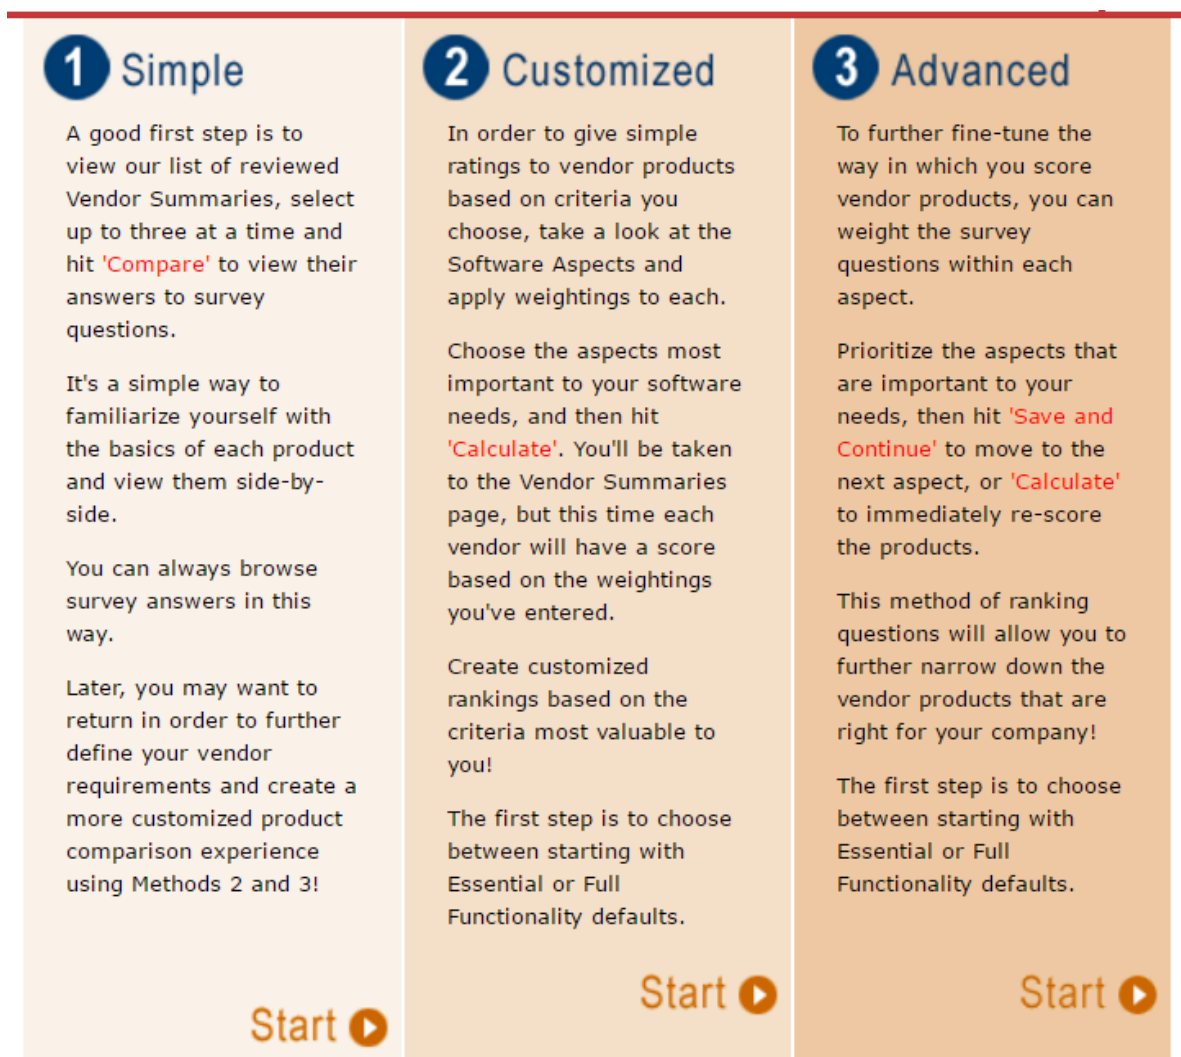 1 Simple
A good first step is to
view our list of reviewed
Vendor Summaries, select
up to three at a time and
hit 'Compare' to view their
answers to survey
questions.
It's a simple way to
familiarize yourself with
the basics of each product
and view them side-by-
side.
You can always browse
survey answers in this
way.
Later, you may want to
return in order to further
define your vendor
requirements and create a
more customized product
comparison experience
using Methods 2 and 3!
Start
2 Customized
In order to give simple
ratings to vendor products
based on criteria you
choose, take a look at the
Software Aspects and
apply weightings to each.
Choose the aspects most
important to your software
needs, and then hit
'Calculate'. You'll be taken
to the Vendor Summaries
page, but this time each
vendor will have a score
based on the weightings
you've entered.
Create customized
rankings based on the
criteria most valuable to
you!
The first step is to choose
between starting with
Essential or Full
Functionality defaults.
Start
3 Advanced
To further fine-tune the
way in which you score
vendor products, you can
weight the survey
questions within each
aspect.
Prioritize the aspects that
are important to your
needs, then hit 'Save and
Continue' to move to the
next aspect, or 'Calculate'
to immediately re-score
the products.
This method of ranking
questions will allow you to
further narrow down the
vendor products that are
right for your company!
The first step is to choose
between starting with
Essential or Full
Functionality defaults.
Start